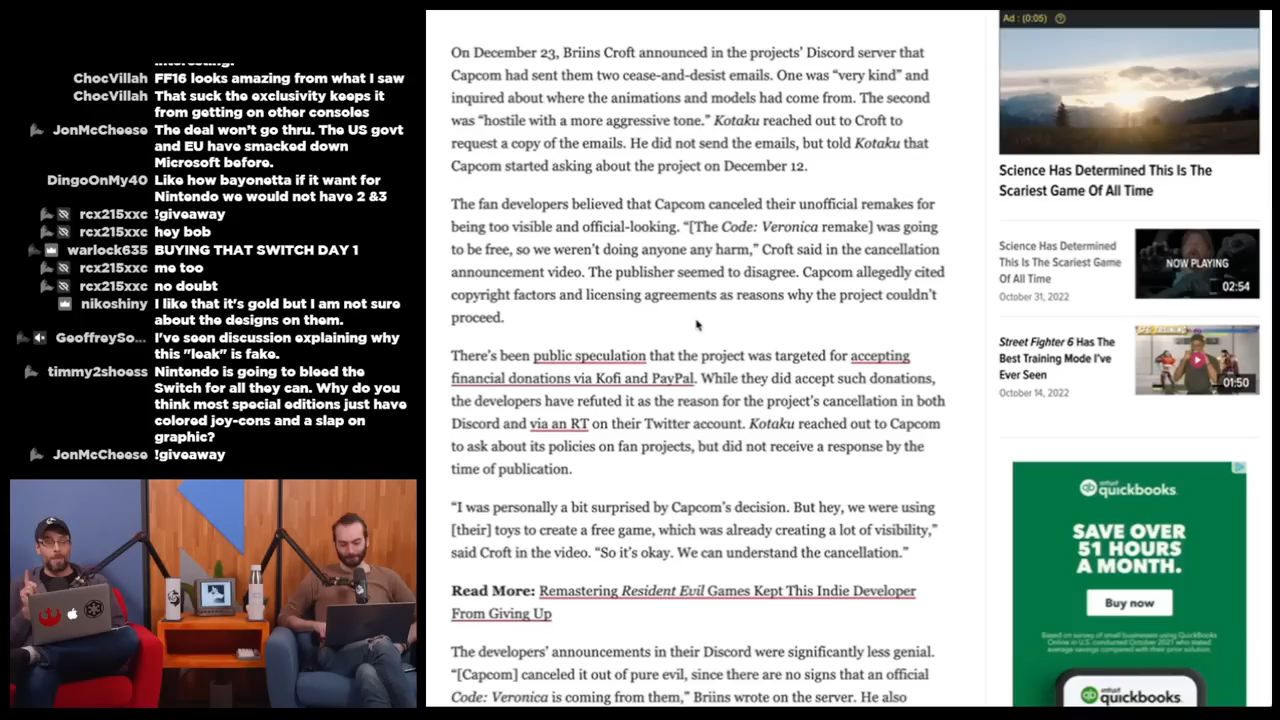 interesting!
ChocVillah FF16 looks amazing from what I saw
ChocVillah That suck the exclusivity keeps it
from getting on other consoles
JonMcCheese The deal won't go thru. The US govt
and EU have smacked down
Microsoft before.
DingoOnMy40 Like how bayonetta if it want for
Nintendo we would not have 2 &3
rcx215xxc !giveaway
rcx215xxc hey bob
warlock635 BUYING THAT SWITCH DAY 1
rcx215xxc me too
rcx215xxc no doubt
nikoshiny I like that it's gold but I am not sure
about the designs on them.
GeoffreySo... I've seen discussion explaining why
this "leak" is fake.
timmy2shoess Nintendo is going to bleed the
Switch for all they can. Why do you
think most special editions just have
colored joy-cons and a slap on
graphic?
JonMcCheese !giveaway
On December 23, Briins Croft announced in the projects' Discord server that
Capcom had sent them two cease-and-desist emails. One was “very kind” and
inquired about where the animations and models had come from. The second
was “hostile with a more aggressive tone.” Kotaku reached out to Croft to
request a copy of the emails. He did not send the emails, but told Kotaku that
Capcom started asking about the project on December 12.
The fan developers believed that Capcom canceled their unofficial remakes for
being too visible and official-looking. “[The Code: Veronica remake] was going
to be free, so we weren't doing anyone any harm,” Croft said in the cancellation
announcement video. The publisher seemed to disagree. Capcom allegedly cited
copyright factors and licensing agreements as reasons why the project couldn't
proceed.
There's been public speculation that the project was targeted for accepting
financial donations via Kofi and PayPal. While they did accept such donations,
the developers have refuted it as the reason for the project's cancellation in both
Discord and via an RT on their Twitter account. Kotaku reached out to Capcom
to ask about its policies on fan projects, but did not receive a response by the
time of publication.
“I was personally a bit surprised by Capcom's decision. But hey, we were using
[their] toys to create a free game, which was already creating a lot of visibility,”
said Croft in the video. “So it's okay. We can understand the cancellation.”
Read More: Remastering Resident Evil Games Kept This Indie Developer
From Giving Up
The developers' announcements in their Discord were significantly less genial.
“[Capcom] canceled it out of pure evil, since there are no signs that an official
Code: Veronica is coming from them,” Briins wrote on the server. He also
Ad : (0:05)
Science Has Determined This Is The
Scariest Game Of All Time
Science Has Determined
This Is The Scariest Game
Of All Time
October 31, 2022
NOW PLAYING
02:54
Street Fighter 6 Has The
Best Training Mode I've
Ever Seen
October 14, 2022
01:50
intuit
quickbooks.
SAVE OVER
51 HOURS
A MONTH.
Buy now
intuit
quickbooks